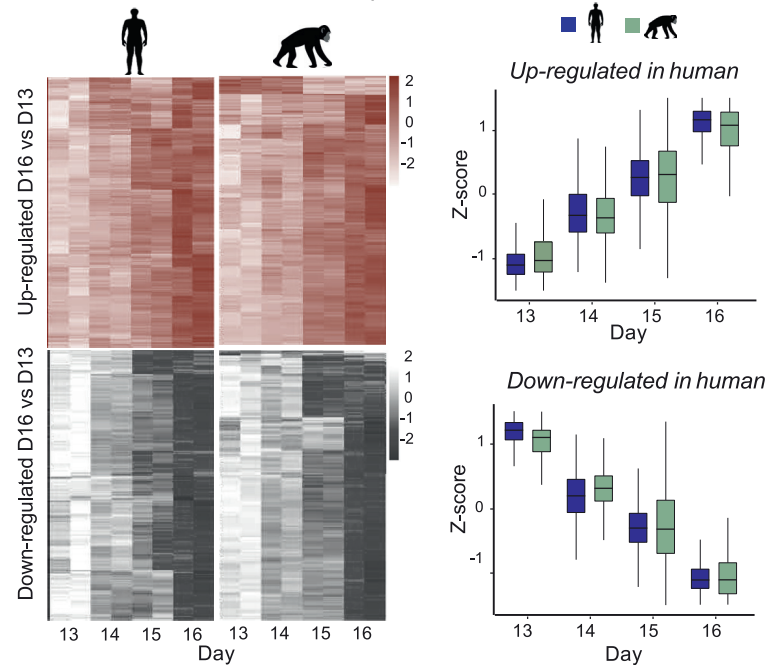 Up-regulated D16 vs D13
2
1
0
-1
-2
Down-regulated D16 vs D13
2
1
0
-1
-2
13 14 15 16 13 14 15 16
Day
Up-regulated in human
Z-score
1
0
-1
13 14 15 16
Day
Down-regulated in human
Z-score
1
0
-1
13 14 15 16
Day